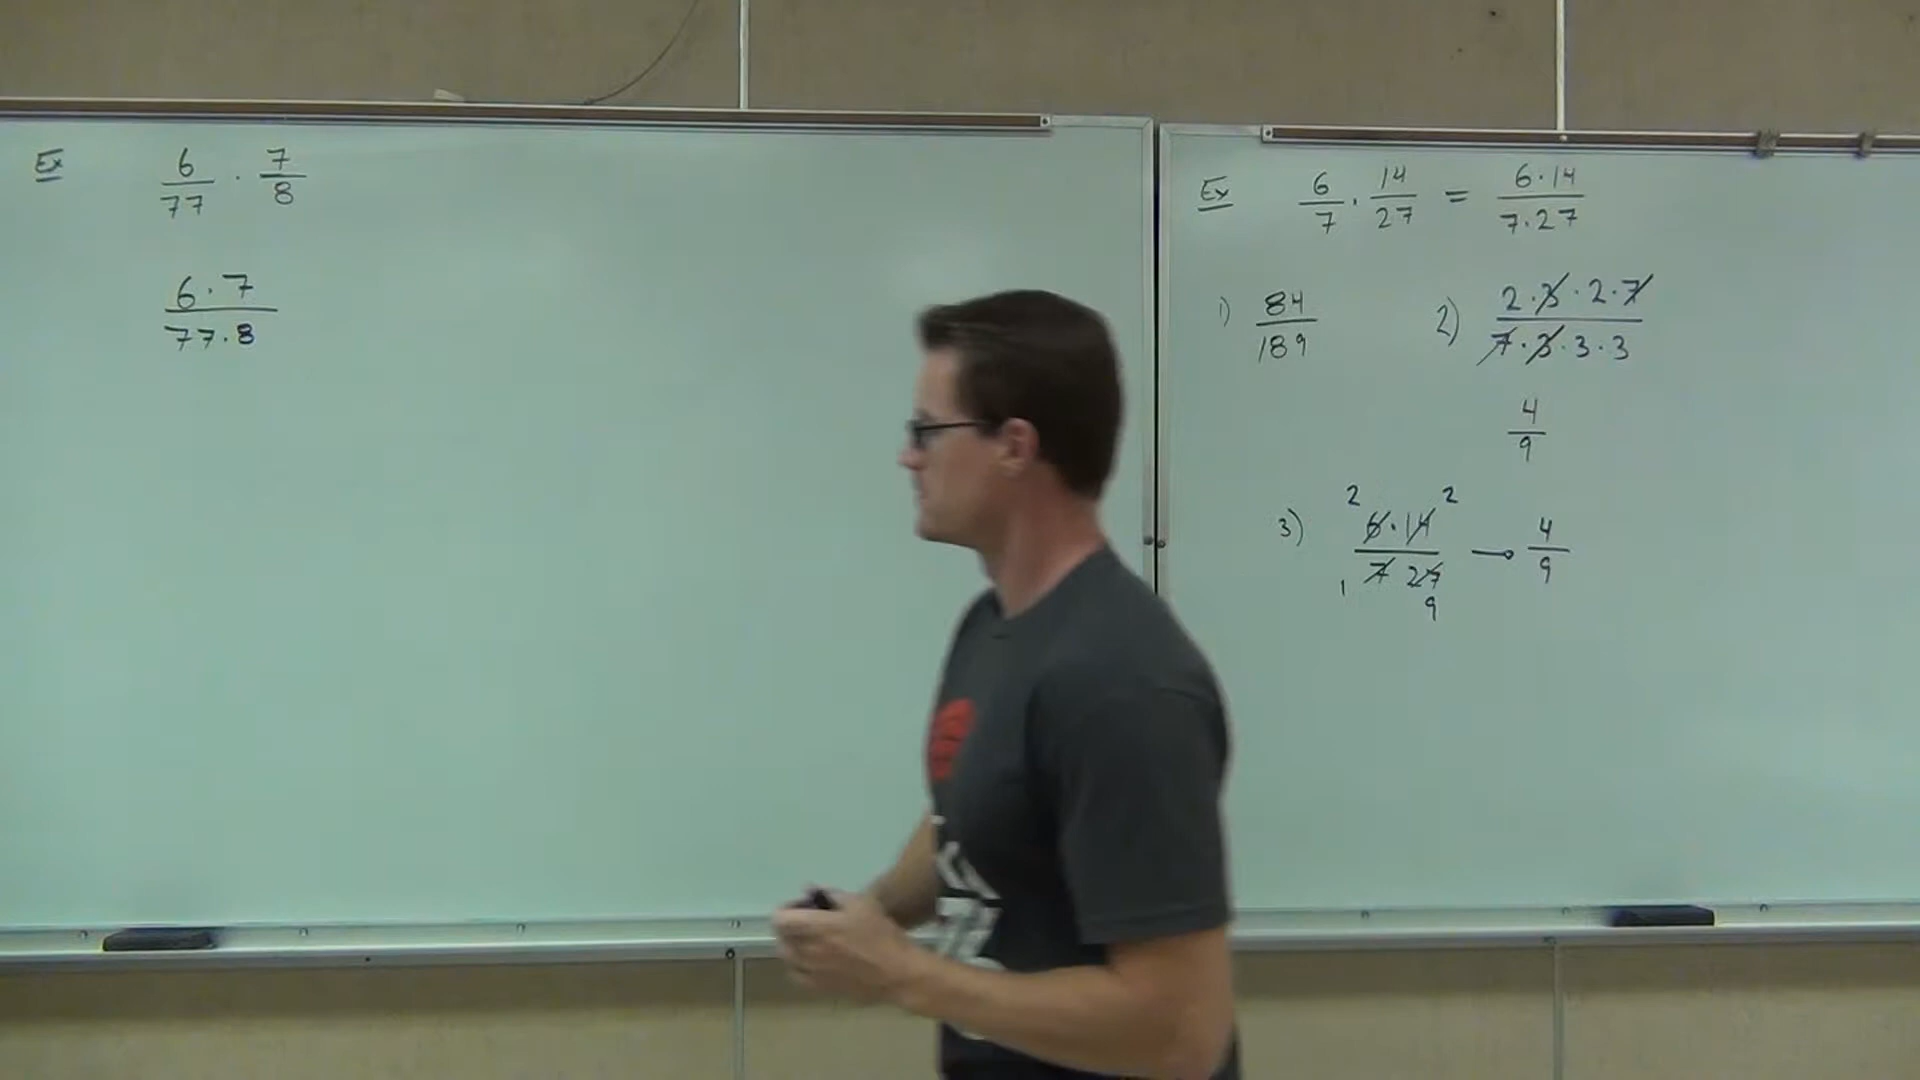 Ex 6/77 · 7/8
6·7/77·8
Ex 6/7 · 14/27 = 6·14/7·27
1) 84/189 2) 2·3·2·7/7·3·3·3
4/9
3) 2 6·14 2/1 7 27 9 → 4/9